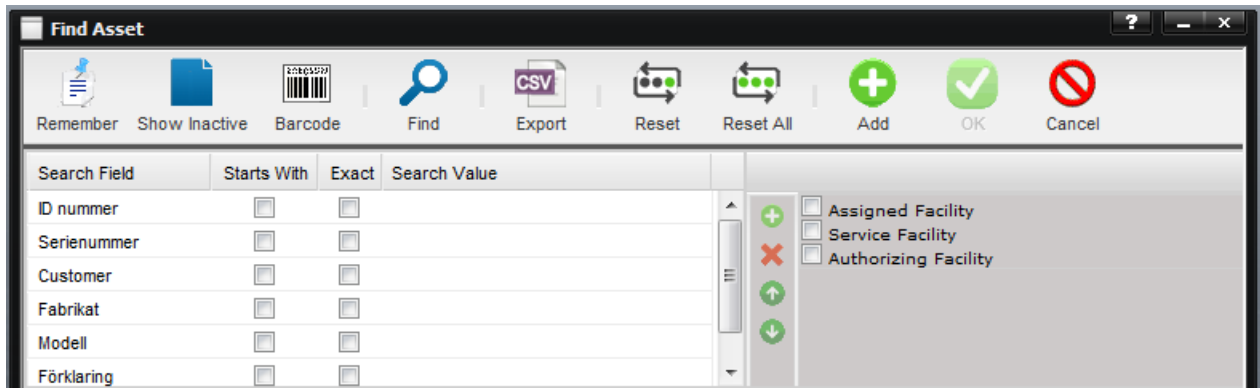 Find Asset ? – x
Remember Show Inactive Barcode Find Export Reset Reset All Add OK Cancel
CSV
Search Field Starts With Exact Search Value
ID nummer
Serienummer
Customer
Fabrikat
Modell
Förklaring
Assigned Facility
Service Facility
Authorizing Facility